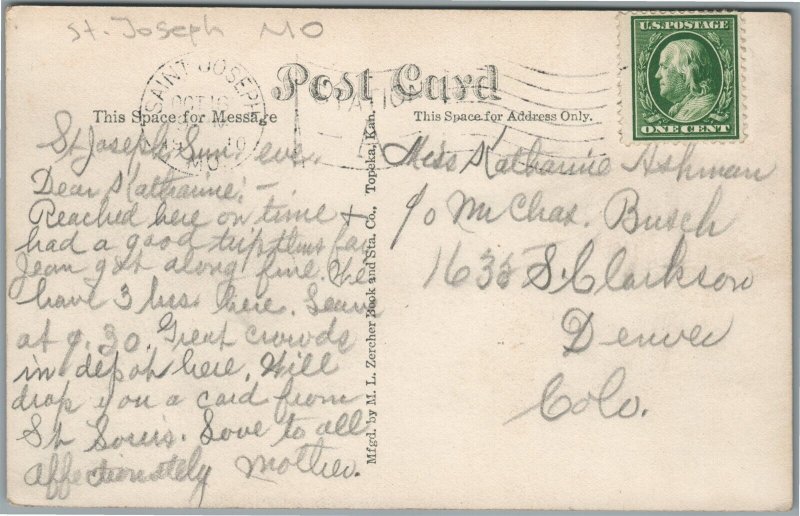 St. Joseph MO
Post Card
SAINT JOSEPH
OCT 16
MO.
U.S. POSTAGE
ONE CENT
This Space for Message
This Space for Address Only.
St Joseph, Sun. eve.
Dear Katharine; —
Reached here on time &
had a good trip thus far
Jean got along fine. We
have 3 hrs. here. Leave
at 9.30. Great crowds
in depot here. Will
drop you a card from
St Louis. Love to all
affectionately Mother.
Mfgd. by M. L. Zercher Book and Sta. Co., Topeka, Kan.
Miss Katharine Ashman
c/o Mr Chas. Busch
S. Clarkson
Denver
Colo.